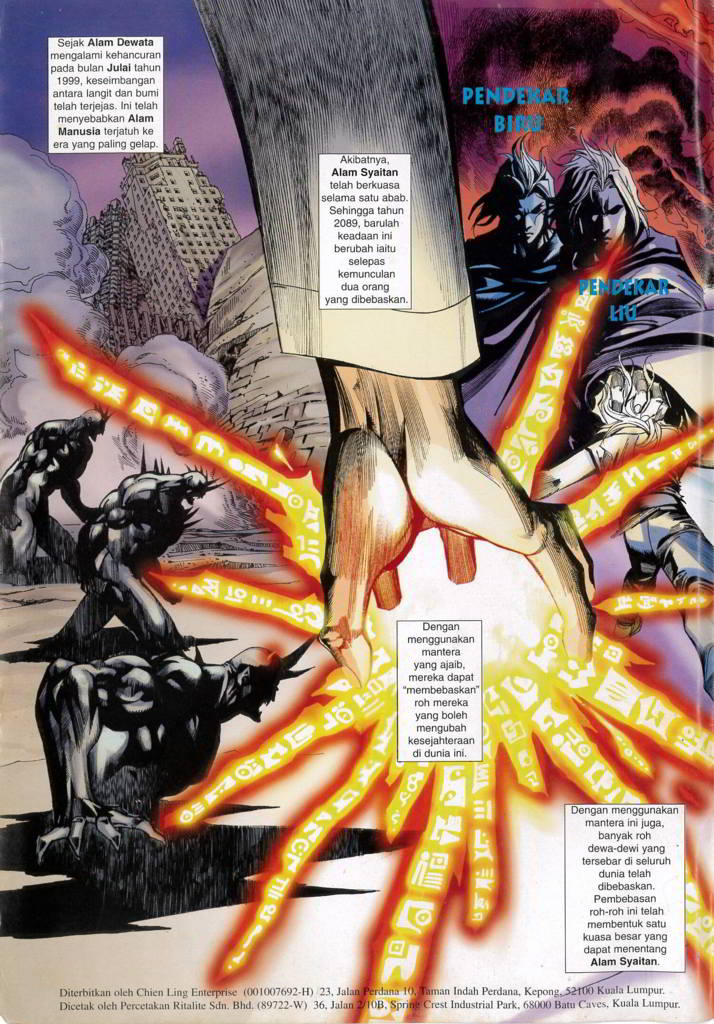 Sejak Alam Dewata
mengalami kehancuran
pada bulan Julai tahun
1999, keseimbangan
antara langit dan bumi
telah terjejas. Ini telah
menyebabkan Alam
Manusia terjatuh ke
era yang paling gelap.
PENDEKAR
BIRU
Akibatnya,
Alam Syaitan
telah berkuasa
selama satu abab.
Sehingga tahun
2089, barulah
keadaan ini
berubah iaitu
selepas
kemunculan
dua orang
yang dibebaskan.
PENDEKAR
LIU
Dengan
menggunakan
mantera
yang ajaib,
mereka dapat
"membebaskan"
roh mereka
yang boleh
mengubah
kesejahteraan
di dunia ini.
Dengan menggunakan
mantera ini juga,
banyak roh
dewa-dewi yang
tersebar di seluruh
dunia telah
dibebaskan.
Pembebasan
roh-roh ini telah
membentuk satu
kuasa besar yang
dapat menentang
Alam Syaitan.
Diterbitkan oleh Chien Ling Enterprise (001007692-H) 23, Jalan Perdana 10, Taman Indah Perdana, Kepong, 52100 Kuala Lumpur.
Dicetak oleh Percetakan Ritalite Sdn. Bhd. (89722-W) 36, Jalan 2/10B, Spring Crest Industrial Park, 68000 Batu Caves, Kuala Lumpur.